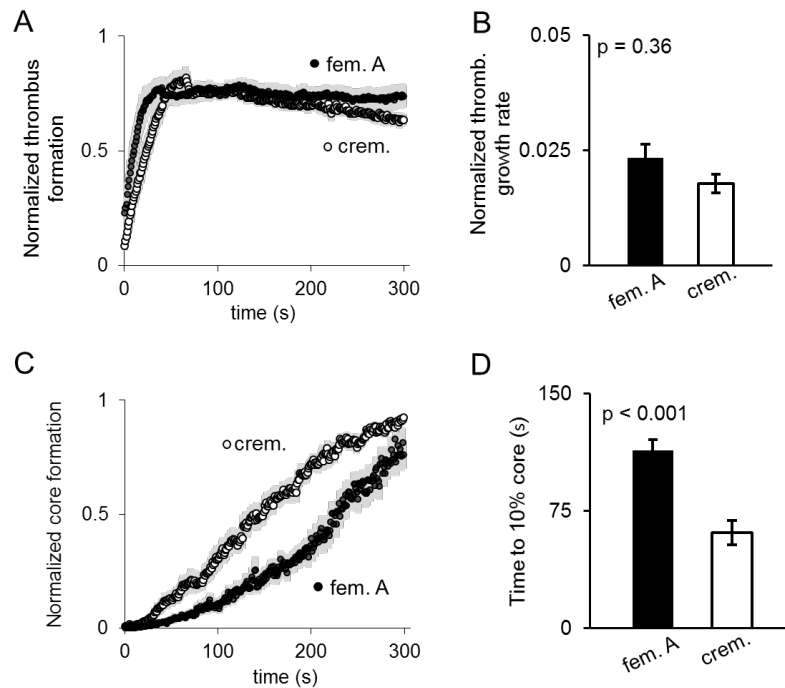 A
Normalized thrombus
formation
1
0.5
0
fem. A
crem.
0
100
200
300
time (s)
B
Normalized thromb.
growth rate
0.05
0.025
0
p = 0.36
fem. A
crem.
C
Normalized core formation
1
0.5
0
crem.
fem. A
0
100
200
300
time (s)
D
Time to 10% core (s)
150
75
0
p < 0.001
fem. A
crem.